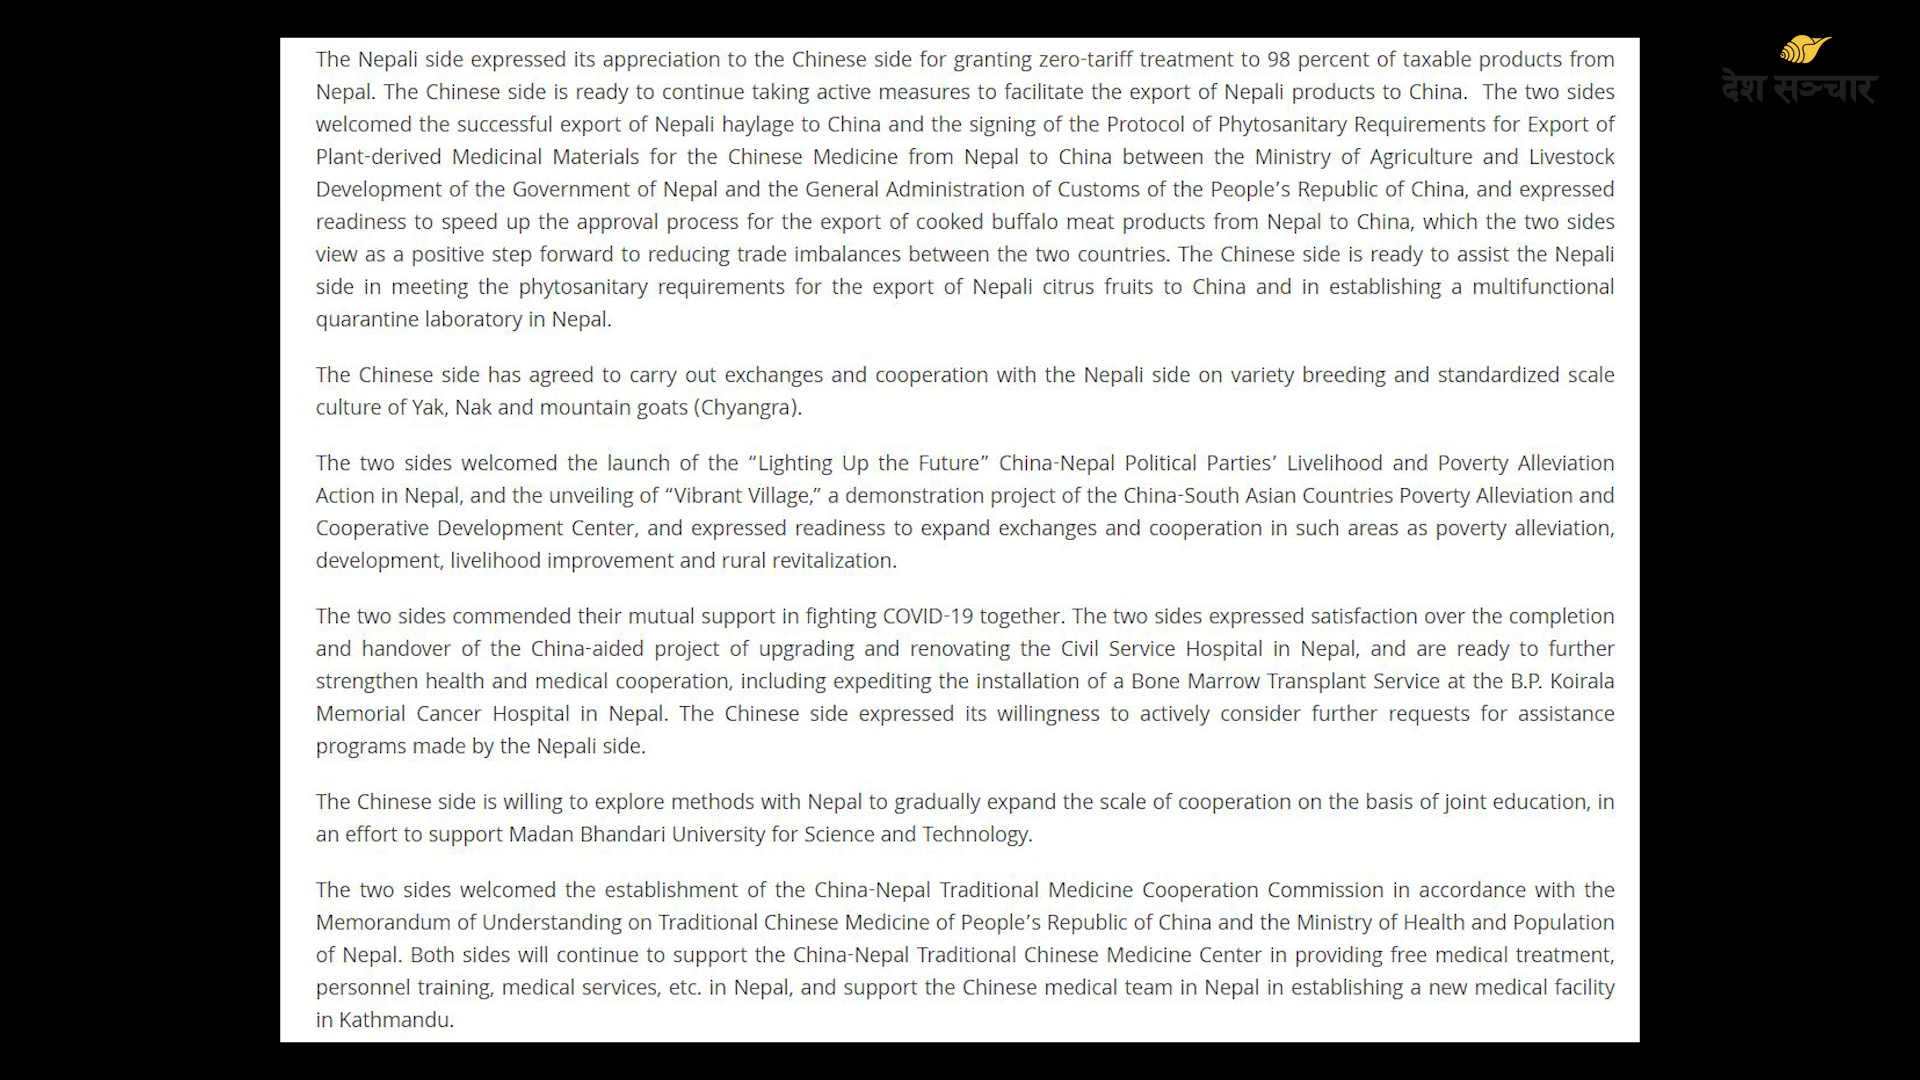 The Nepali side expressed its appreciation to the Chinese side for granting zero-tariff treatment to 98 percent of taxable products from
Nepal. The Chinese side is ready to continue taking active measures to facilitate the export of Nepali products to China.  The two sides
welcomed the successful export of Nepali haylage to China and the signing of the Protocol of Phytosanitary Requirements for Export of
Plant-derived Medicinal Materials for the Chinese Medicine from Nepal to China between the Ministry of Agriculture and Livestock
Development of the Government of Nepal and the General Administration of Customs of the People’s Republic of China, and expressed
readiness to speed up the approval process for the export of cooked buffalo meat products from Nepal to China, which the two sides
view as a positive step forward to reducing trade imbalances between the two countries. The Chinese side is ready to assist the Nepali
side in meeting the phytosanitary requirements for the export of Nepali citrus fruits to China and in establishing a multifunctional
quarantine laboratory in Nepal.
The Chinese side has agreed to carry out exchanges and cooperation with the Nepali side on variety breeding and standardized scale
culture of Yak, Nak and mountain goats (Chyangra).
The two sides welcomed the launch of the “Lighting Up the Future” China-Nepal Political Parties’ Livelihood and Poverty Alleviation
Action in Nepal, and the unveiling of “Vibrant Village,” a demonstration project of the China-South Asian Countries Poverty Alleviation and
Cooperative Development Center, and expressed readiness to expand exchanges and cooperation in such areas as poverty alleviation,
development, livelihood improvement and rural revitalization.
The two sides commended their mutual support in fighting COVID-19 together. The two sides expressed satisfaction over the completion
and handover of the China-aided project of upgrading and renovating the Civil Service Hospital in Nepal, and are ready to further
strengthen health and medical cooperation, including expediting the installation of a Bone Marrow Transplant Service at the B.P. Koirala
Memorial Cancer Hospital in Nepal. The Chinese side expressed its willingness to actively consider further requests for assistance
programs made by the Nepali side.
The Chinese side is willing to explore methods with Nepal to gradually expand the scale of cooperation on the basis of joint education, in
an effort to support Madan Bhandari University for Science and Technology.
The two sides welcomed the establishment of the China-Nepal Traditional Medicine Cooperation Commission in accordance with the
Memorandum of Understanding on Traditional Chinese Medicine of People’s Republic of China and the Ministry of Health and Population
of Nepal. Both sides will continue to support the China-Nepal Traditional Chinese Medicine Center in providing free medical treatment,
personnel training, medical services, etc. in Nepal, and support the Chinese medical team in Nepal in establishing a new medical facility
in Kathmandu.
देश सञ्चार